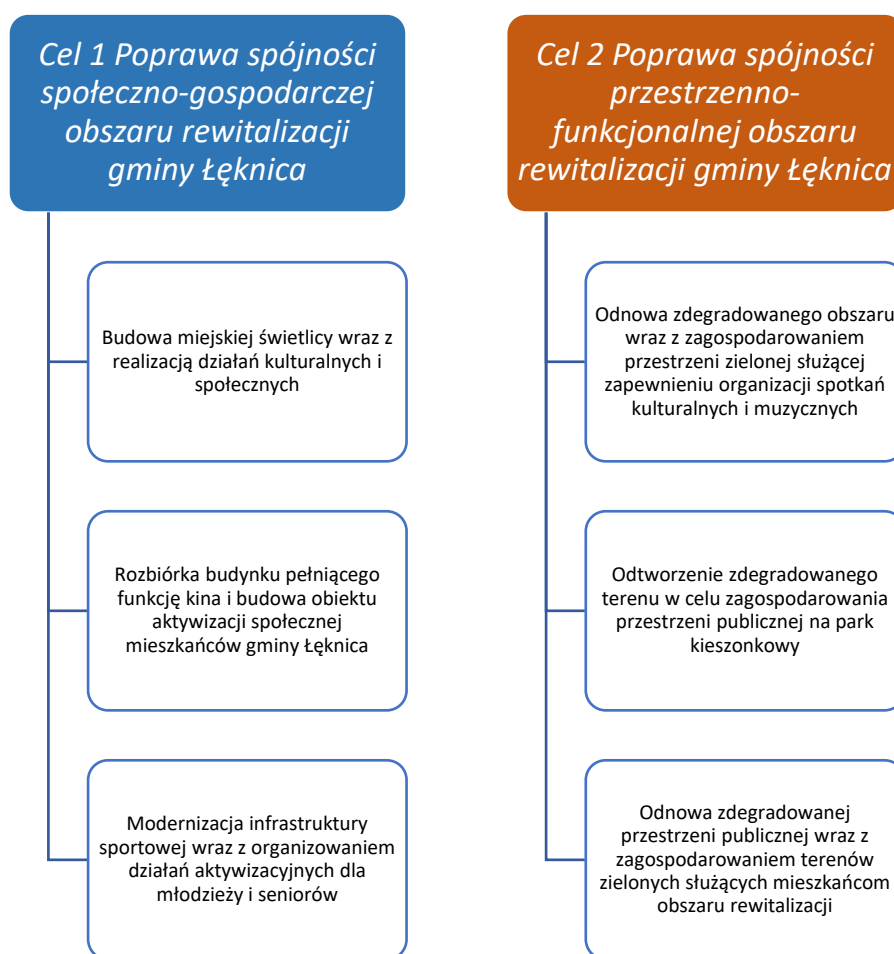 Cel 1 Poprawa spójności
społeczno-gospodarczej
obszaru rewitalizacji
gminy Łęknica
Budowa miejskiej świetlicy wraz z
realizacją działań kulturalnych i
społecznych
Rozbiórka budynku pełniącego
funkcję kina i budowa obiektu
aktywizacji społecznej
mieszkańców gminy Łęknica
Modernizacja infrastruktury
sportowej wraz z organizowaniem
działań aktywizacyjnych dla
młodzieży i seniorów
Cel 2 Poprawa spójności
przestrzenno-
funkcjonalnej obszaru
rewitalizacji gminy Łęknica
Odnowa zdegradowanego obszaru
wraz z zagospodarowaniem
przestrzeni zielonej służącej
zapewnieniu organizacji spotkań
kulturalnych i muzycznych
Odtworzenie zdegradowanego
terenu w celu zagospodarowania
przestrzeni publicznej na park
kieszonkowy
Odnowa zdegradowanej
przestrzeni publicznej wraz z
zagospodarowaniem terenów
zielonych służących mieszkańcom
obszaru rewitalizacji